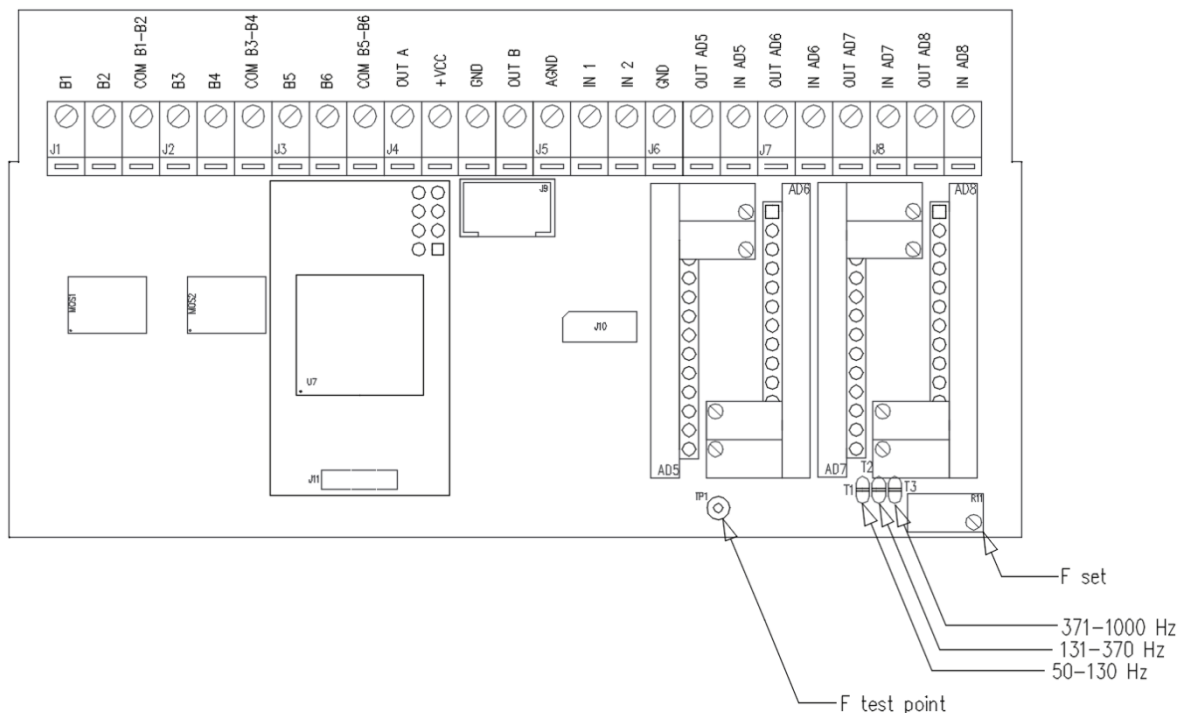 B1
B2
COM B1-B2
B3
B4
COM B3-B4
B5
B6
COM B5-B6
OUT A
+VCC
GND
OUT B
AGND
IN 1
IN 2
GND
OUT AD5
IN AD5
OUT AD6
IN AD6
OUT AD7
IN AD7
OUT AD8
IN AD8
J1
J2
J3
J4
J5
J6
J7
J8
J9
AD6
AD8
MOS1
MOS2
J10
U7
J11
AD5
AD7
T2
T1
T3
TP1
R11
F set
371-1000 Hz
131-370 Hz
50-130 Hz
F test point